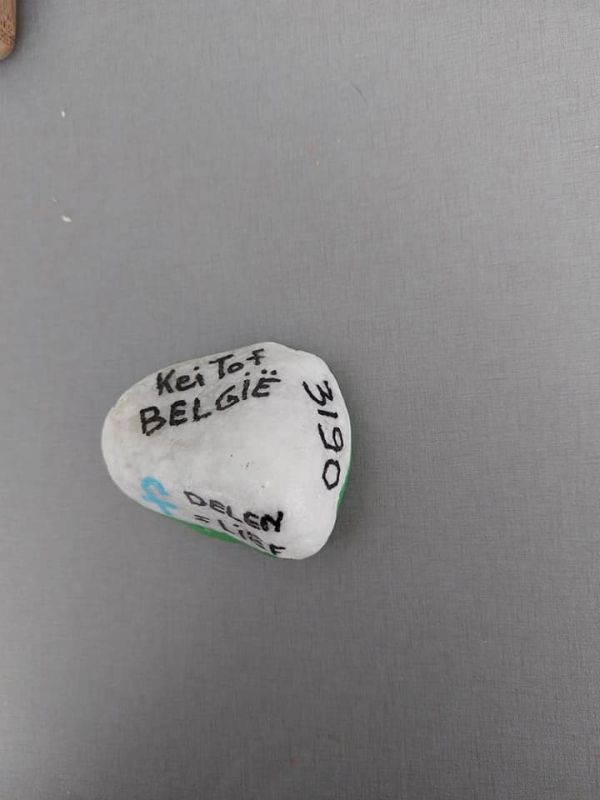 Kei Tof
BELGIË
3190
DELEN
= LIEF